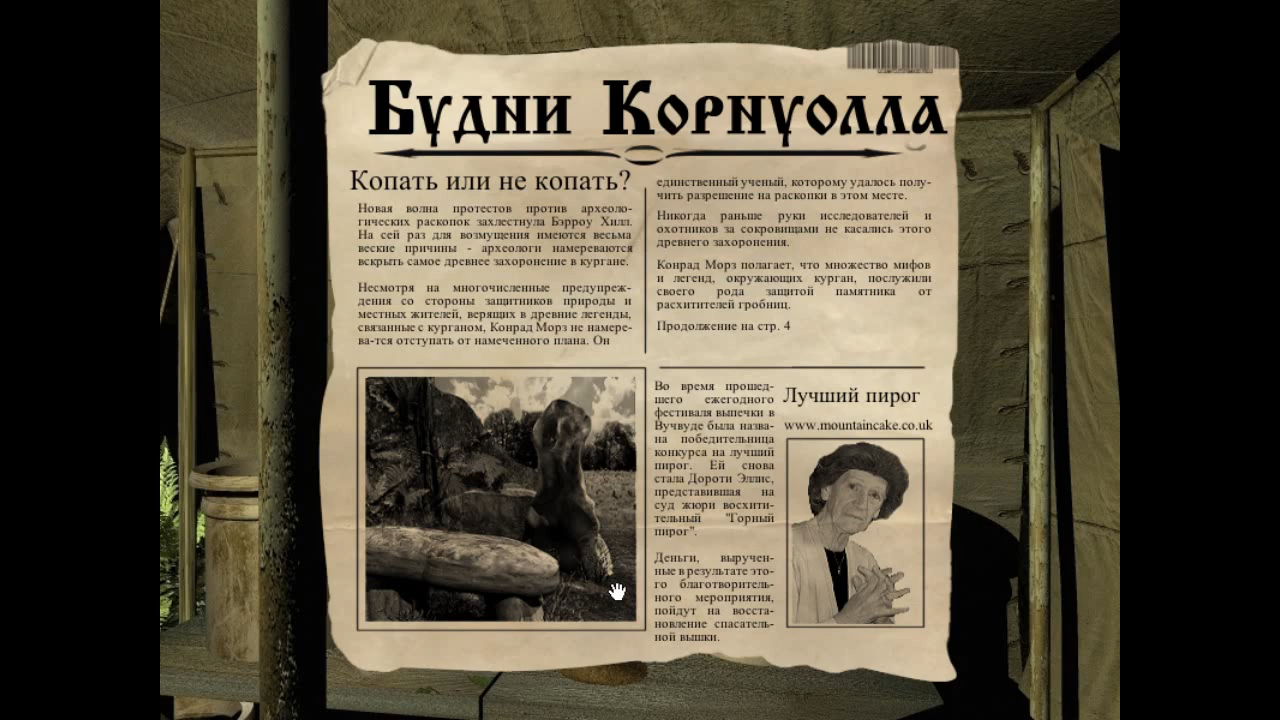 Будни Корнуолла
Копать или не копать?
Новая волна протестов против археоло-
гических раскопок захлестнула Бэрроу Хилл.
На сей раз для возмущения имеются весьма
веские причины - археологи намереваются
вскрыть самое древнее захоронение в кургане.
Несмотря на многочисленные предупреж-
дения со стороны защитников природы и
местных жителей, верящих в древние легенды,
связанные с курганом, Конрад Морз не намере-
ва-тся отступать от намеченного плана. Он
единственный ученый, которому удалось полу-
чить разрешение на раскопки в этом месте.
Никогда раньше руки исследователей и
охотников за сокровищами не касались этого
древнего захоронения.
Конрад Морз полагает, что множество мифов
и легенд, окружающих курган, послужили
своего рода защитой памятника от
расхитителей гробниц.
Продолжение на стр. 4
Лучший пирог
www.mountaincake.co.uk
Во время прошед-
шего ежегодного
фестиваля выпечки в
Вучвуде была назва-
на победительница
конкурса на лучший
пирог. Ей снова
стала Дороти Эллис,
представившая на
суд жюри восхити-
тельный "Горный
пирог".
Деньги, выручен-
ные в результате это-
го благотворитель-
ного мероприятия,
пойдут на восста-
новление спасатель-
ной вышки.